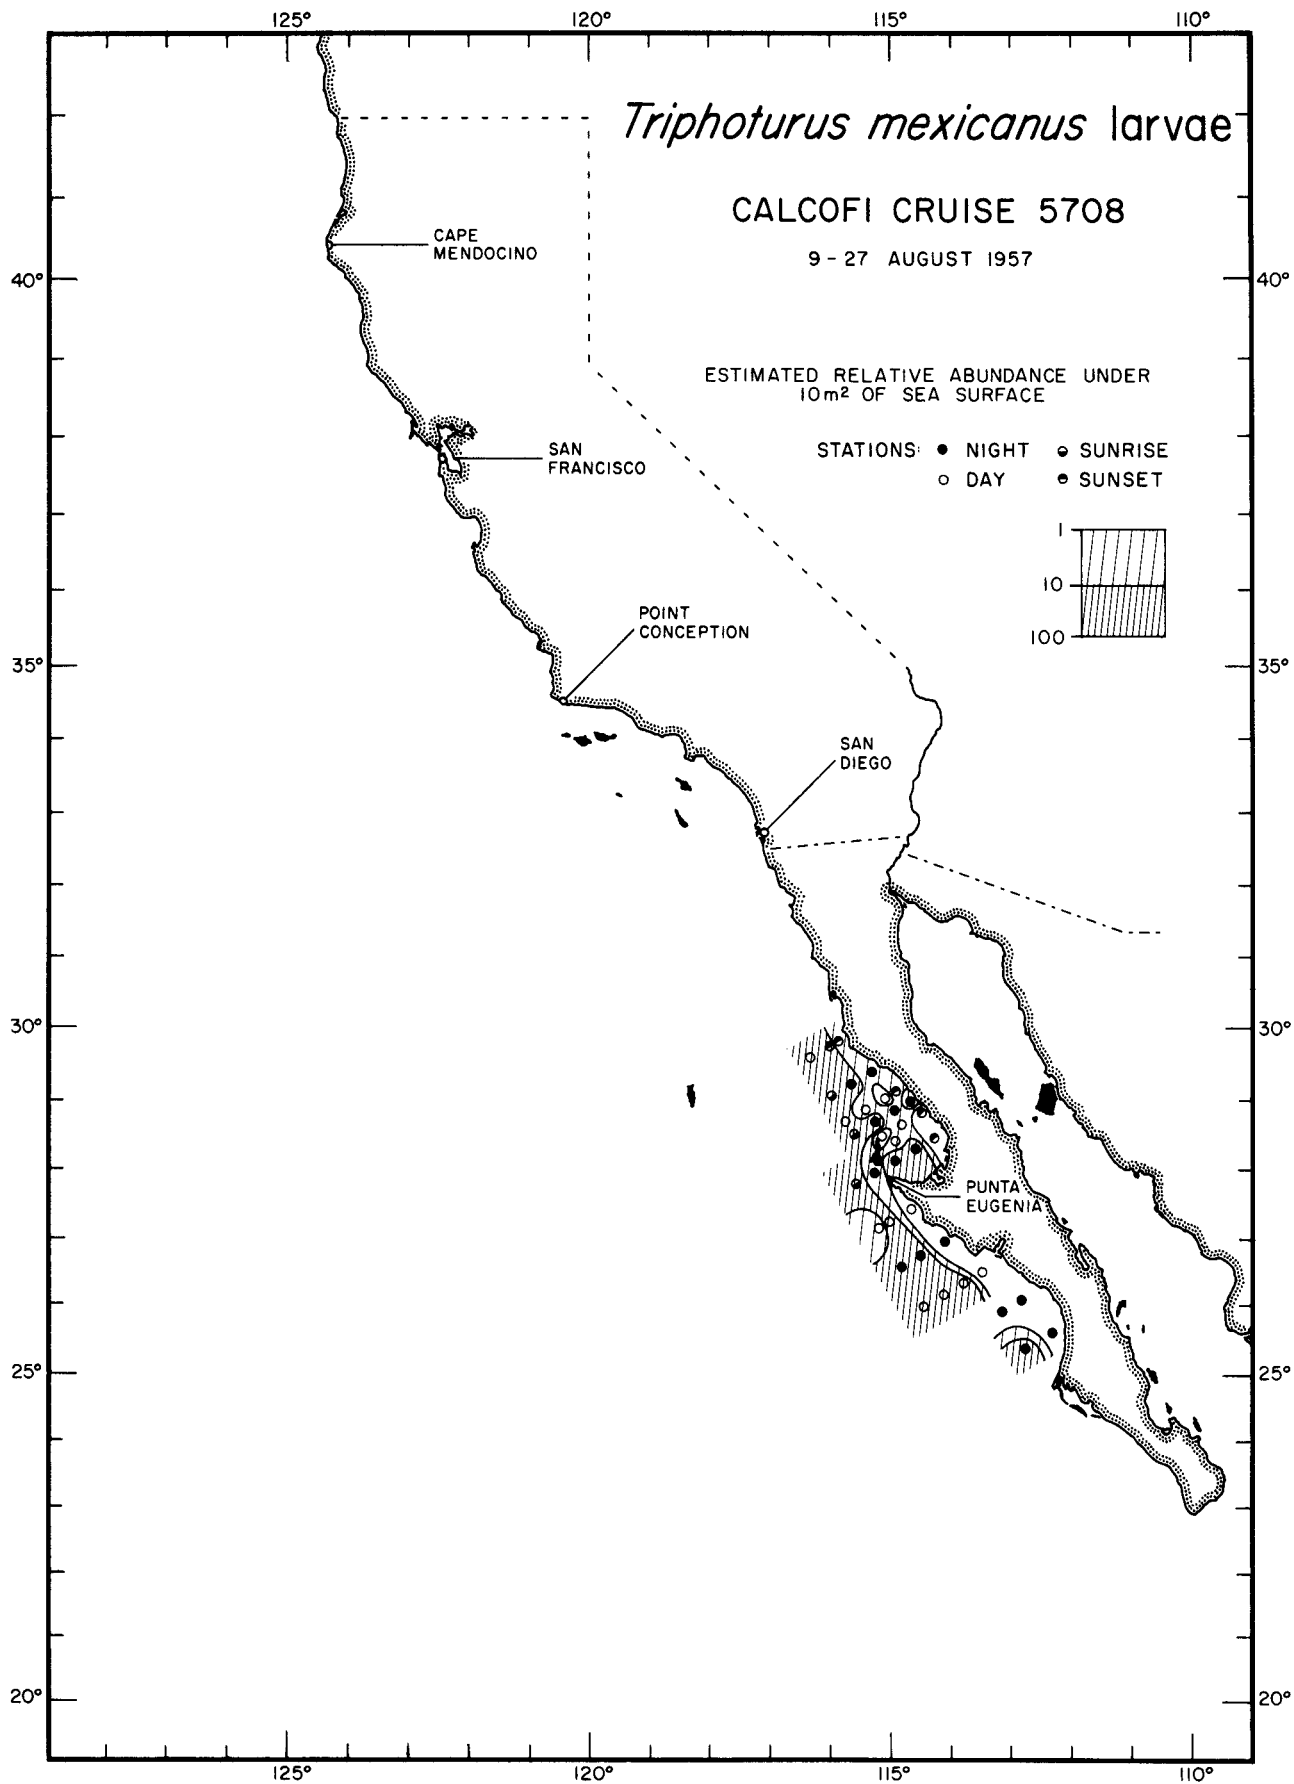 125° 120° 115° 110°
Triphoturus mexicanus larvae
CALCOFI CRUISE 5708
9-27 AUGUST 1957
CAPE
MENDOCINO
40° 40°
ESTIMATED RELATIVE ABUNDANCE UNDER
10m² OF SEA SURFACE
STATIONS: ● NIGHT SUNRISE
○ DAY SUNSET
SAN
FRANCISCO
1
10
100
POINT
CONCEPTION
35° 35°
SAN
DIEGO
30° 30°
PUNTA
EUGENIA
25° 25°
20° 20°
125° 120° 115° 110°